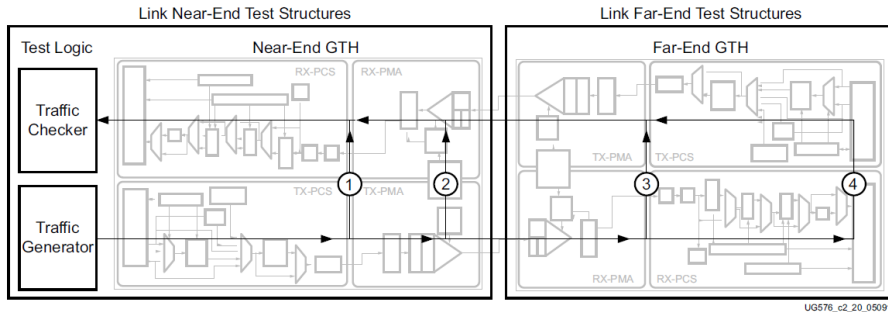 Link Near-End Test Structures
Link Far-End Test Structures
Test Logic
Near-End GTH
Far-End GTH
RX-PCS
RX-PMA
Traffic
Checker
TX-PMA
TX-PCS
1
2
3
4
TX-PCS
TX-PMA
Traffic
Generator
RX-PMA
RX-PCS
UG576_c2_20_0509